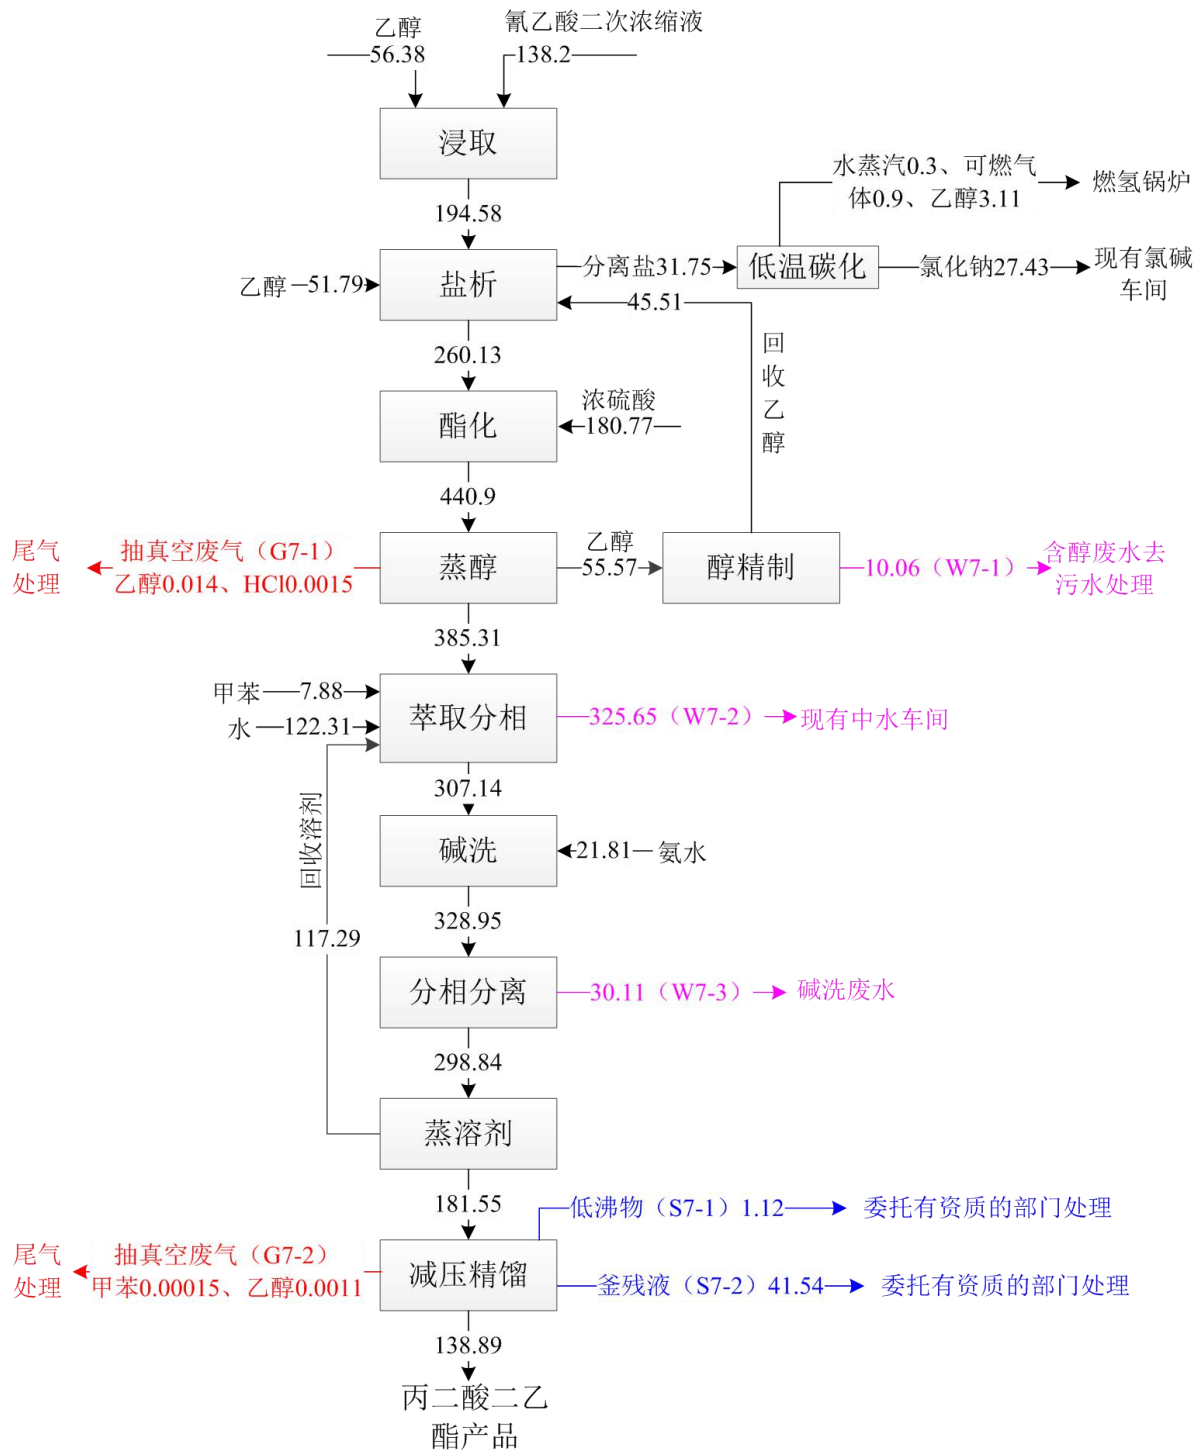 乙醇
56.38
氰乙酸二次浓缩液
138.2
浸取
194.58
水蒸汽0.3、可燃气
体0.9、乙醇3.11
燃氢锅炉
乙醇
51.79
盐析
分离盐31.75
低温碳化
氯化钠27.43
现有氯碱
车间
45.51
回收乙醇
260.13
酯化
浓硫酸
180.77
440.9
尾气
处理
抽真空废气（G7-1）
乙醇0.014、HCl0.0015
蒸醇
乙醇
55.57
醇精制
10.06（W7-1）
含醇废水去
污水处理
385.31
甲苯
7.88
水
122.31
萃取分相
325.65（W7-2）
现有中水车间
307.14
回收溶剂
碱洗
21.81
氨水
328.95
117.29
分相分离
30.11（W7-3）
碱洗废水
298.84
蒸溶剂
181.55
低沸物（S7-1）1.12
委托有资质的部门处理
尾气
处理
抽真空废气（G7-2）
甲苯0.00015、乙醇0.0011
减压精馏
釜残液（S7-2）41.54
委托有资质的部门处理
138.89
丙二酸二乙
酯产品